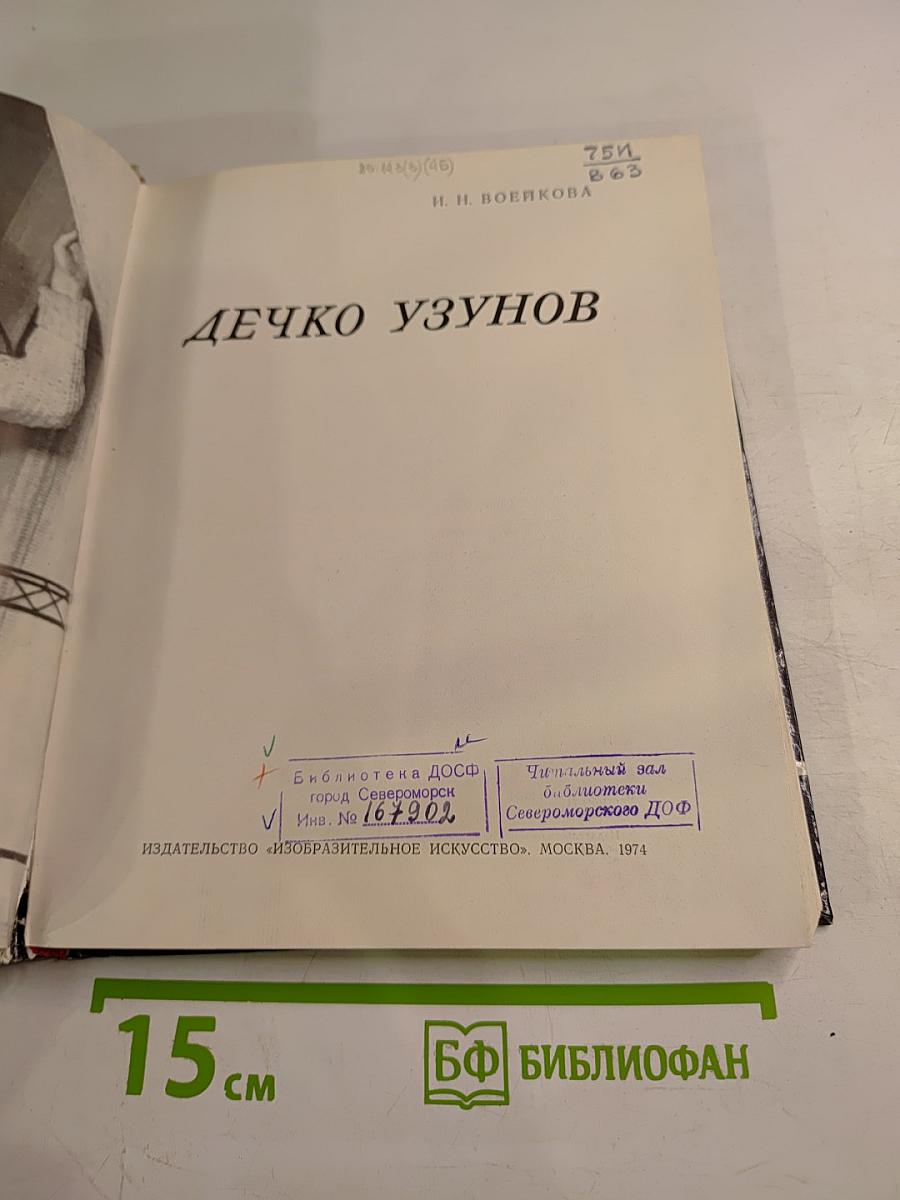 75И
В 63
И. Н. ВОЕЙКОВА
ДЕЧКО УЗУНОВ
Библиотека ДОСФ
город Североморск
Инв. № 167902
Читальный зал
библиотеки
Североморского ДОФ
ИЗДАТЕЛЬСТВО «ИЗОБРАЗИТЕЛЬНОЕ ИСКУССТВО». МОСКВА. 1974
15 см
БФ БИБЛИОФАН